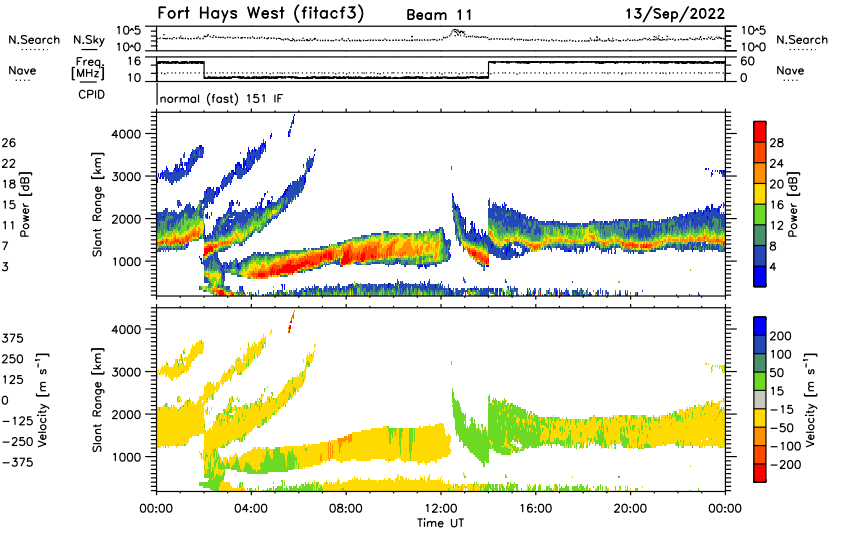 Fort Hays West (fitacf3) Beam 11 13/Sep/2022
N.Search N.Sky 10^5 10^5 N.Search
10^0 10^0
Nave Freq. [MHz] 16 60 Nave
10 0
CPID normal (fast) 151 IF
26 22 18 15 11 7 3
Power [dB]
Slant Range [km]
4000
3000
2000
1000
28
24
20
16
12
8
4
Power [dB]
375 250 125 0 −125 −250 −375
Velocity [m s⁻¹]
Slant Range [km]
4000
3000
2000
1000
200
100
50
15
−15
−50
−100
−200
Velocity [m s⁻¹]
00:00 04:00 08:00 12:00 16:00 20:00 00:00
Time UT